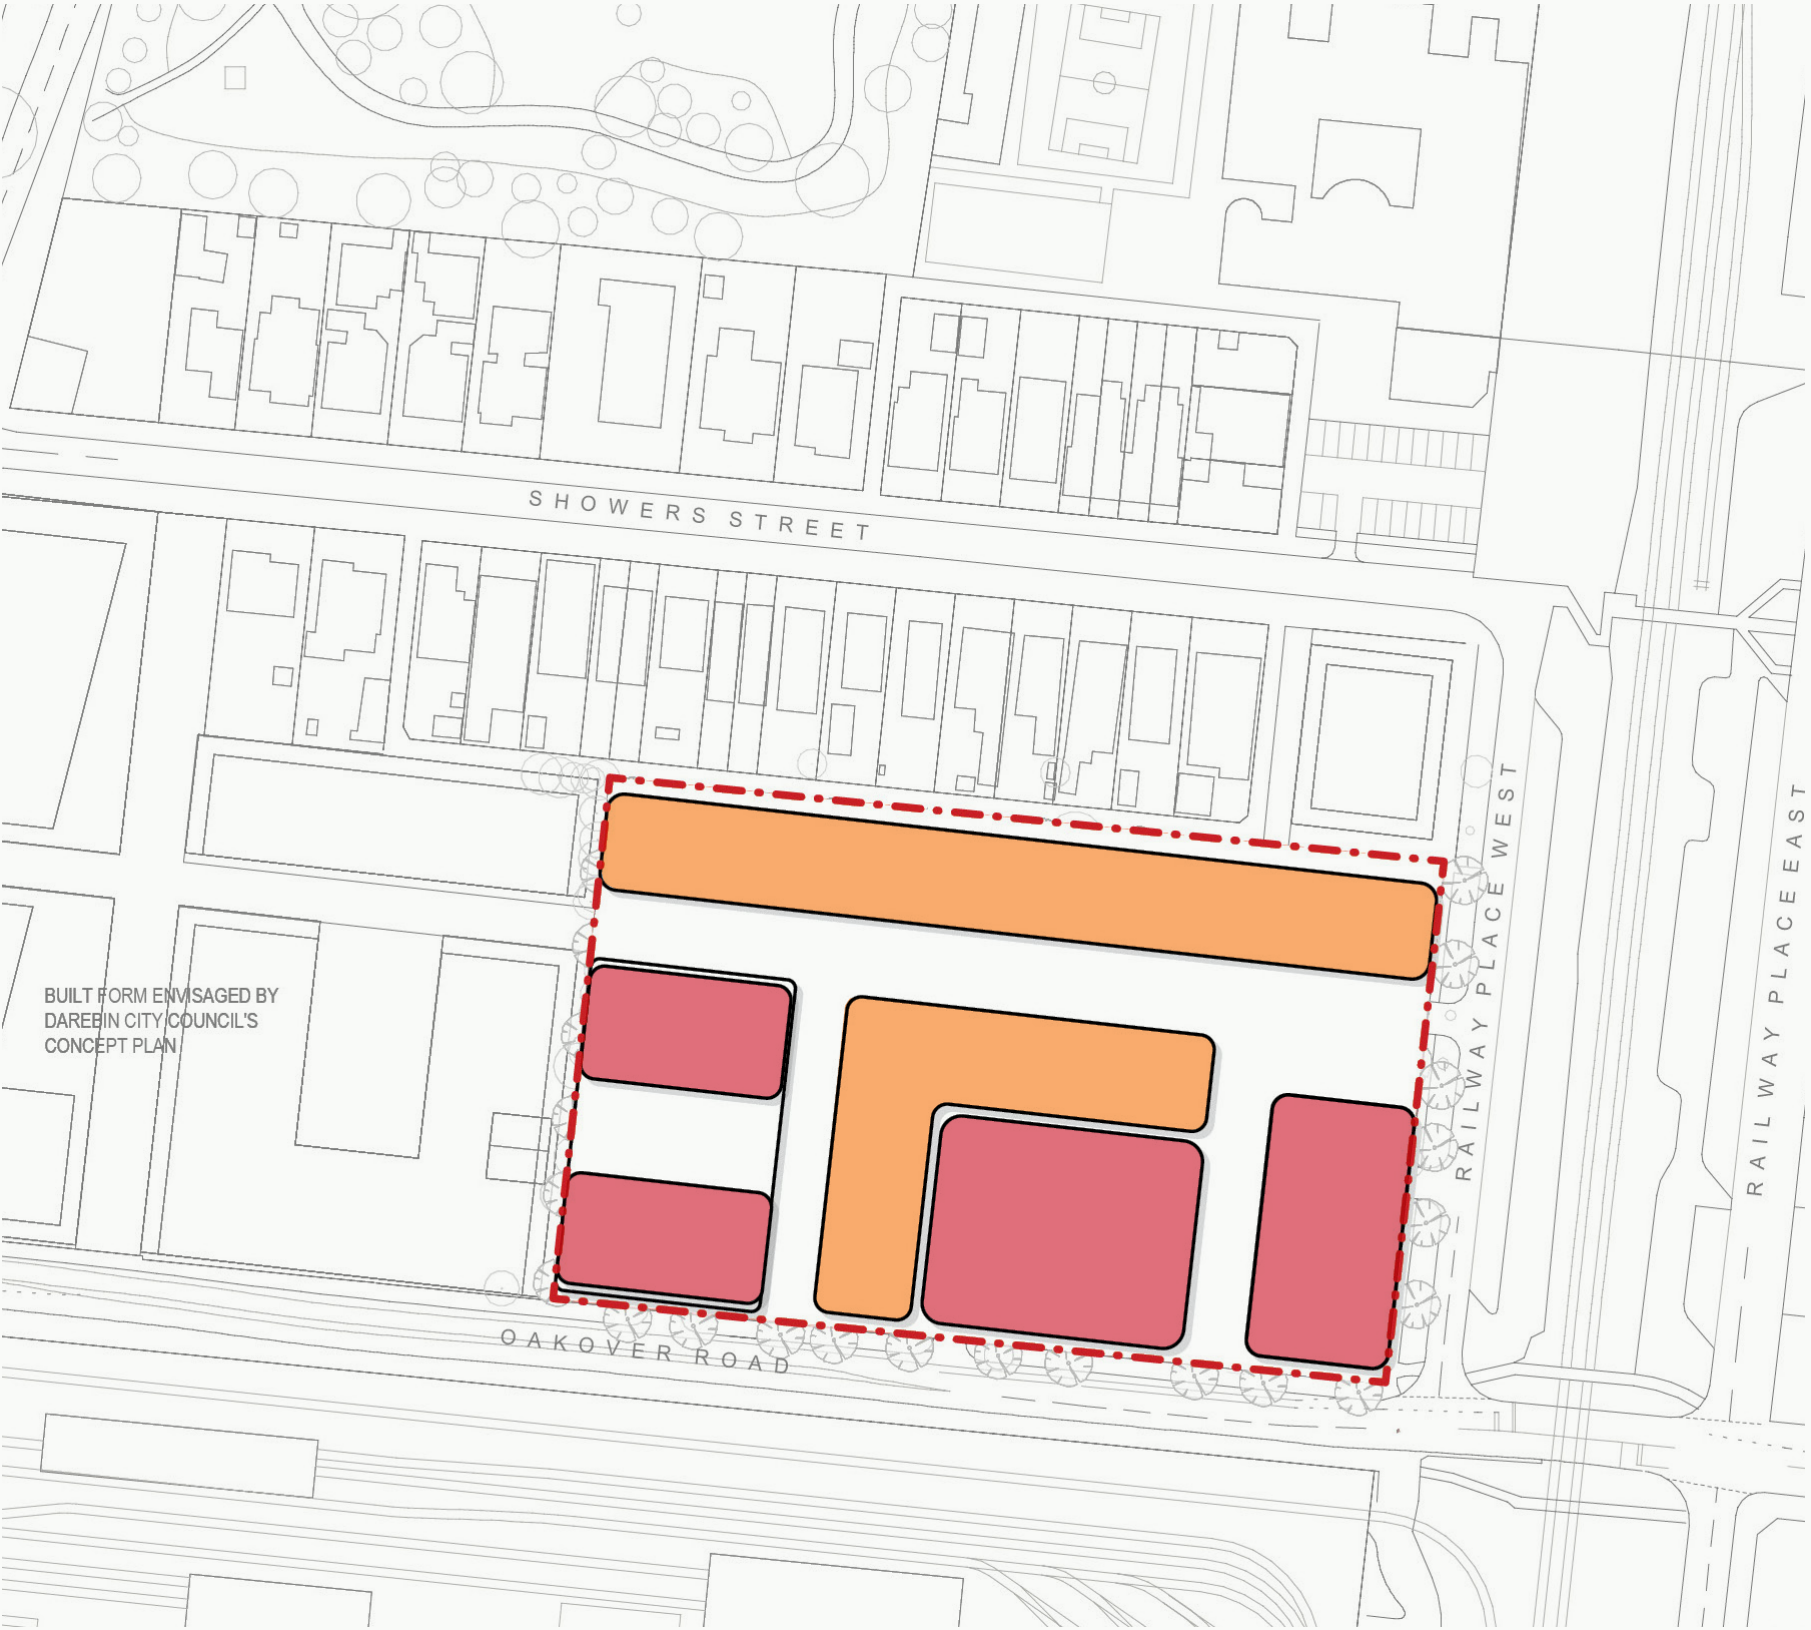 SHOWERS STREET
RAILWAY PLACE WEST
RAILWAY PLACE EAST
BUILT FORM ENVISAGED BY
DAREBIN CITY COUNCIL'S
CONCEPT PLAN
OAKOVER ROAD